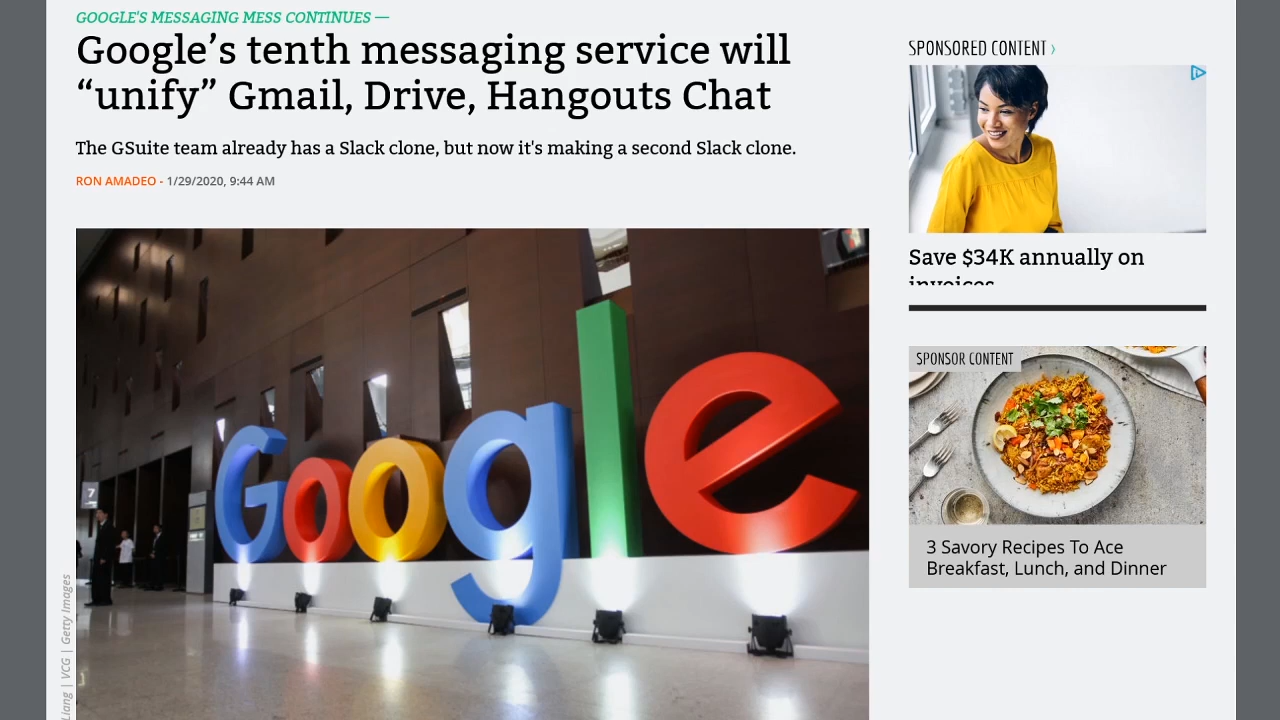 GOOGLE'S MESSAGING MESS CONTINUES —
Google’s tenth messaging service will
“unify” Gmail, Drive, Hangouts Chat
The GSuite team already has a Slack clone, but now it's making a second Slack clone.
RON AMADEO - 1/29/2020, 9:44 AM
Google
7
Liang | VCG | Getty Images
SPONSORED CONTENT ›
Save $34K annually on
invoices
SPONSOR CONTENT
3 Savory Recipes To Ace
Breakfast, Lunch, and Dinner